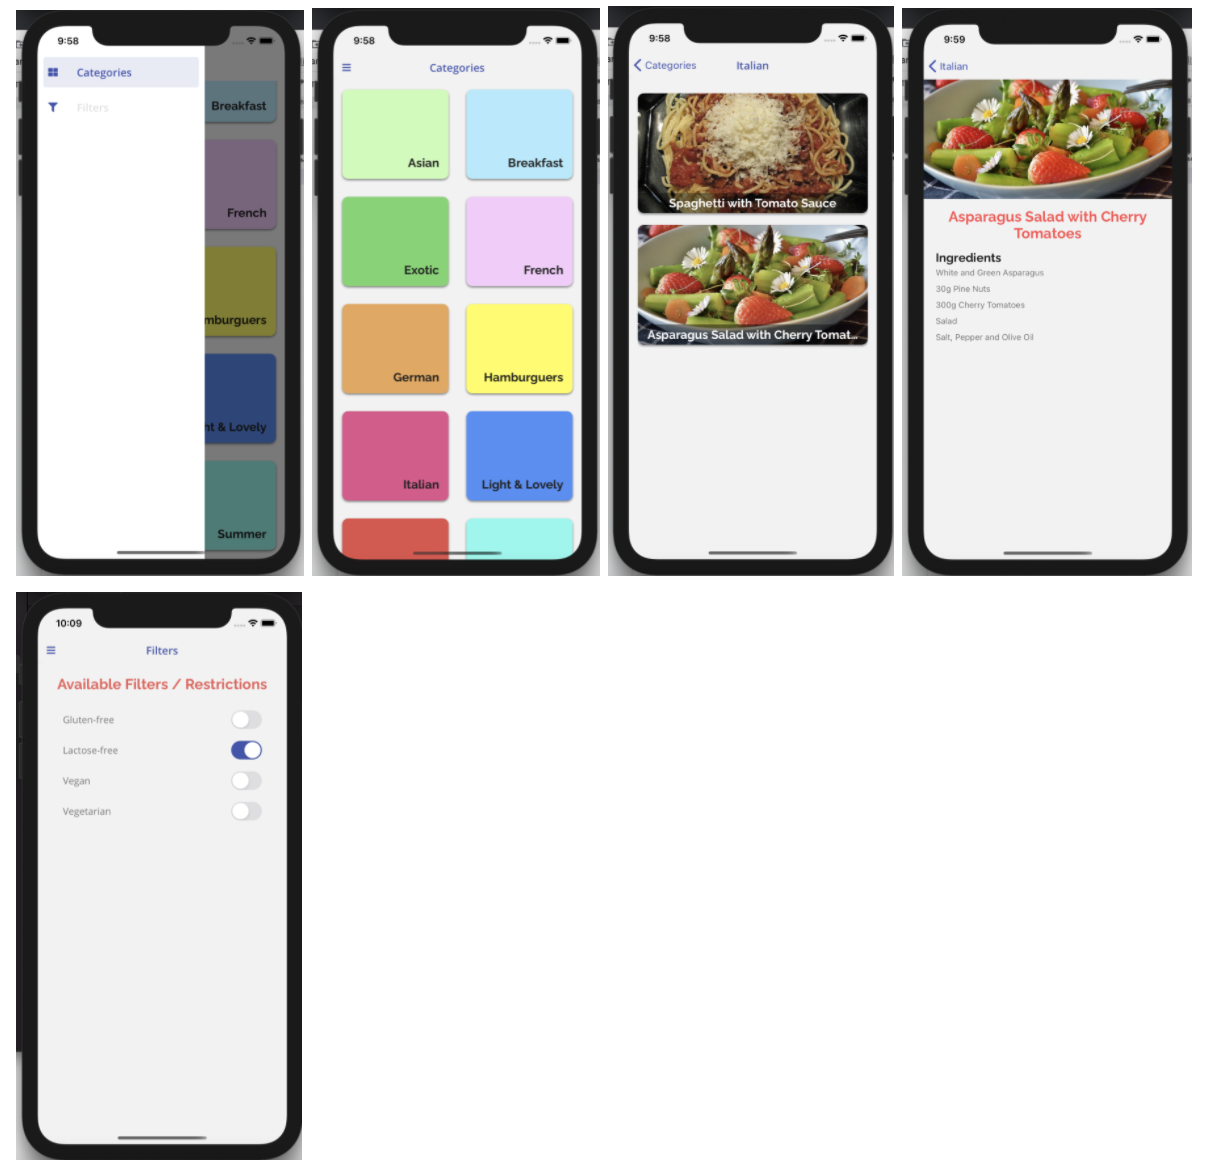 9:58
Categories
Filters
Breakfast
French
mburguers
nt & Lovely
Summer
9:58
Categories
Asian
Breakfast
Exotic
French
German
Hamburguers
Italian
Light & Lovely
9:58
Categories
Italian
Spaghetti with Tomato Sauce
Asparagus Salad with Cherry Tomat...
9:59
Italian
Asparagus Salad with Cherry
Tomatoes
Ingredients
White and Green Asparagus
30g Pine Nuts
300g Cherry Tomatoes
Salad
Salt, Pepper and Olive Oil
10:09
Filters
Available Filters / Restrictions
Gluten-free
Lactose-free
Vegan
Vegetarian